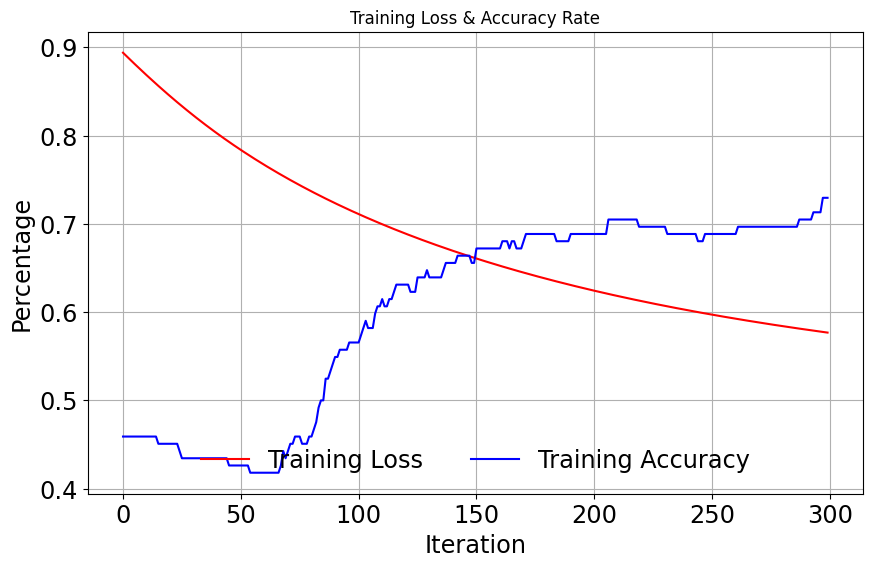 Training Loss & Accuracy Rate
Percentage
0.9
0.8
0.7
0.6
0.5
0.4
Training Loss Training Accuracy
0 50 100 150 200 250 300
Iteration